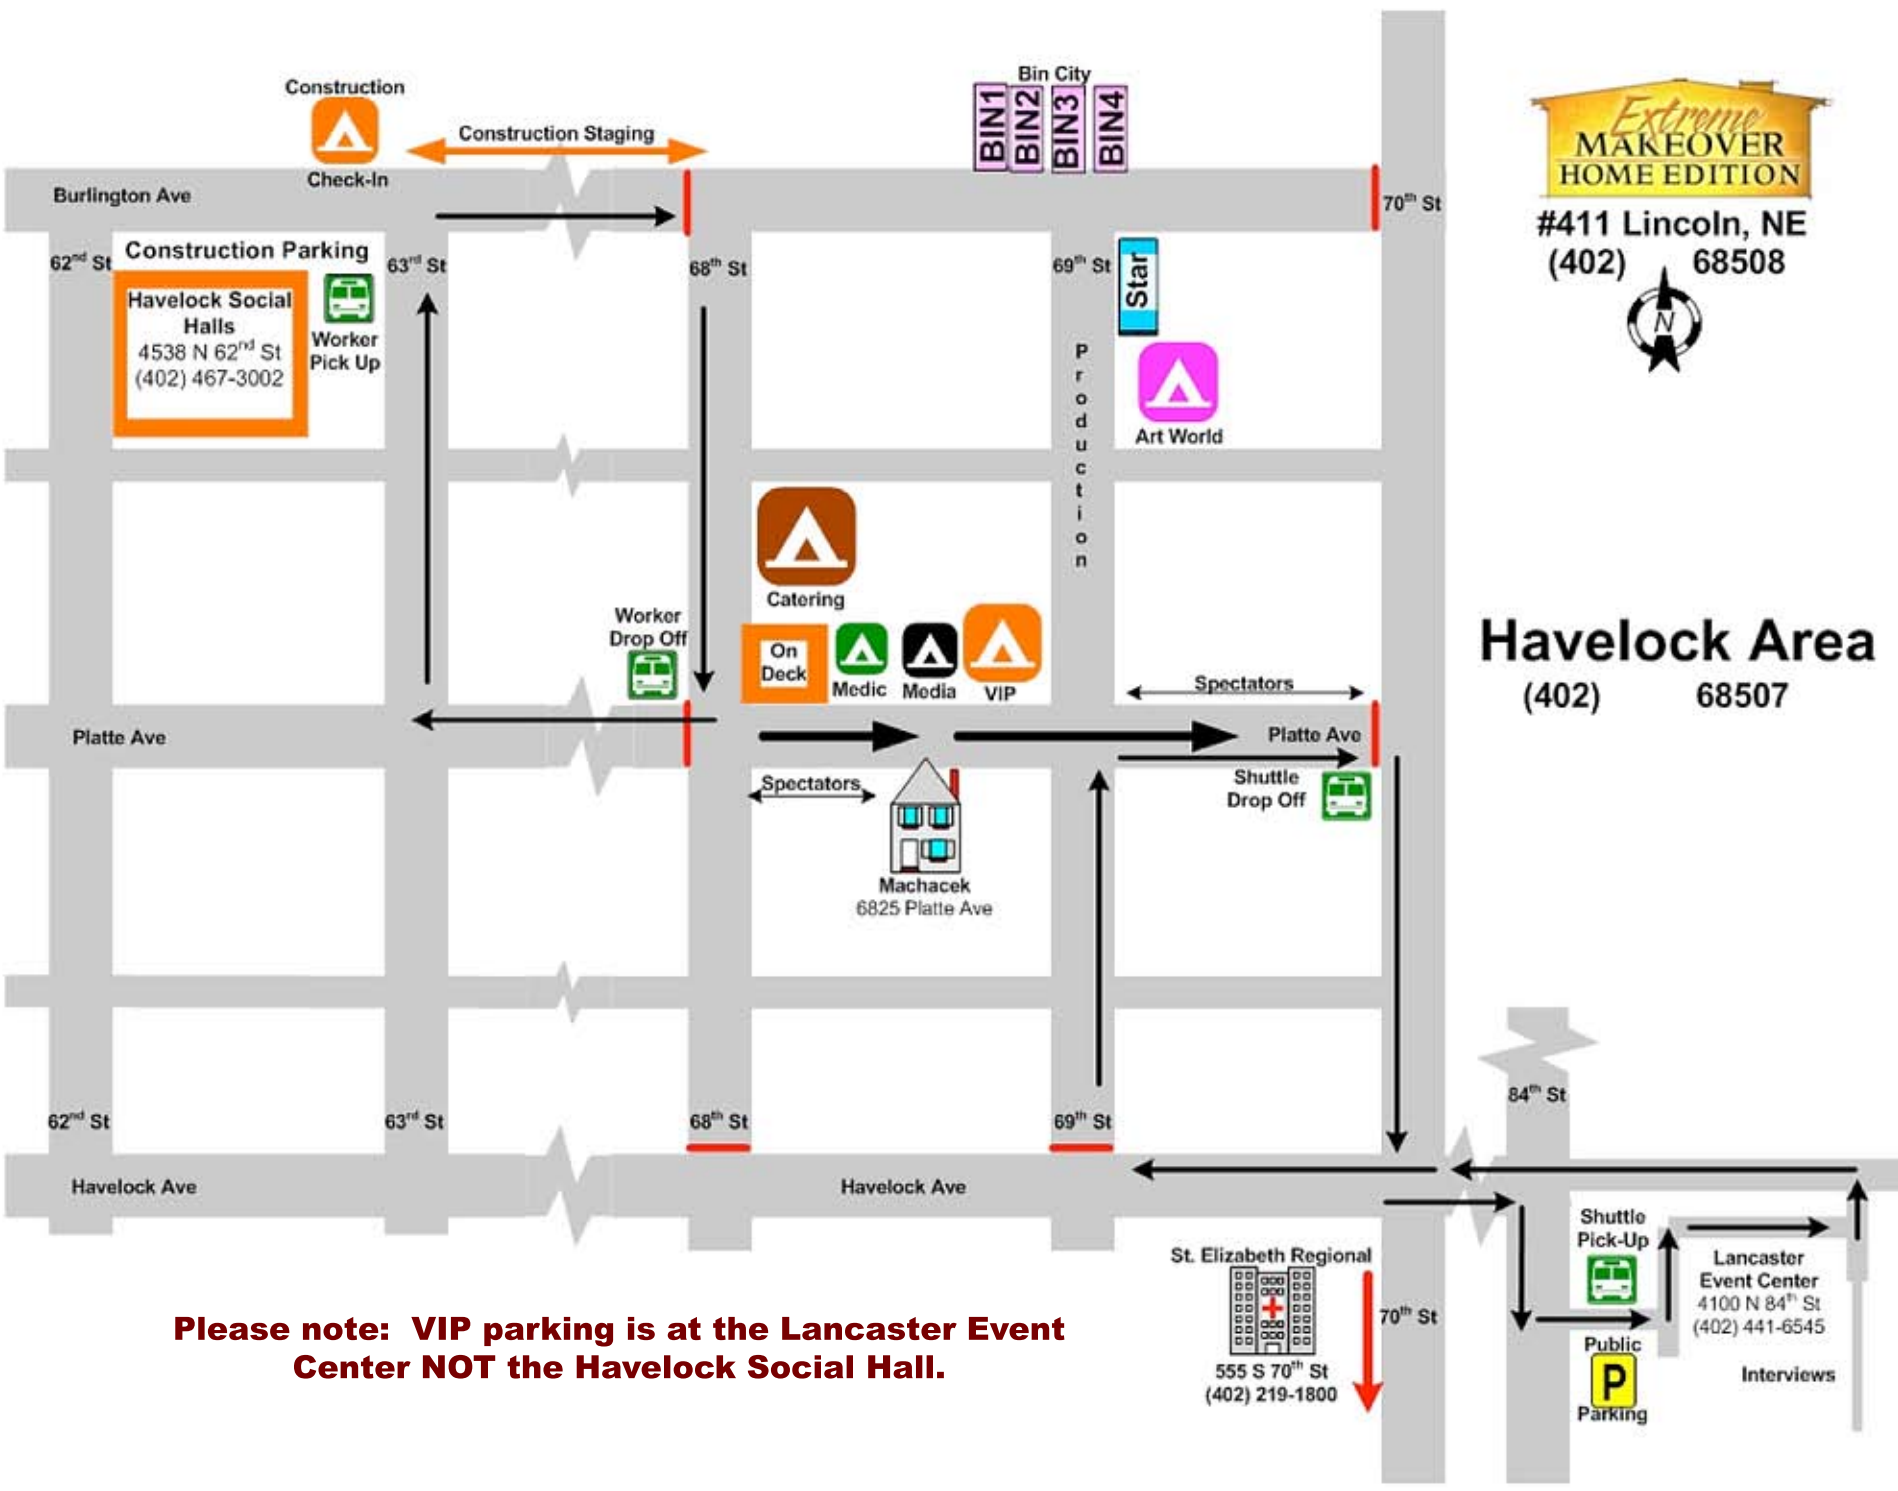 Construction
Check-In
Construction Staging
Bin City
BIN1
BIN2
BIN3
BIN4
Extreme
MAKEOVER
HOME EDITION
#411 Lincoln, NE
(402) 68508
N
Burlington Ave
70th St
62nd St
Construction Parking
63rd St
68th St
69th St
Star
Havelock Social
Halls
4538 N 62nd St
(402) 467-3002
Worker
Pick Up
Production
Art World
Catering
Worker
Drop Off
On
Deck
Medic
Media
VIP
Spectators
Havelock Area
(402) 68507
Platte Ave
Platte Ave
Spectators
Shuttle
Drop Off
Machacek
6825 Platte Ave
62nd St
63rd St
68th St
69th St
84th St
Havelock Ave
Havelock Ave
St. Elizabeth Regional
555 S 70th St
(402) 219-1800
70th St
Shuttle
Pick-Up
Public
P
Parking
Lancaster
Event Center
4100 N 84th St
(402) 441-6545
Interviews
Please note: VIP parking is at the Lancaster Event
Center NOT the Havelock Social Hall.